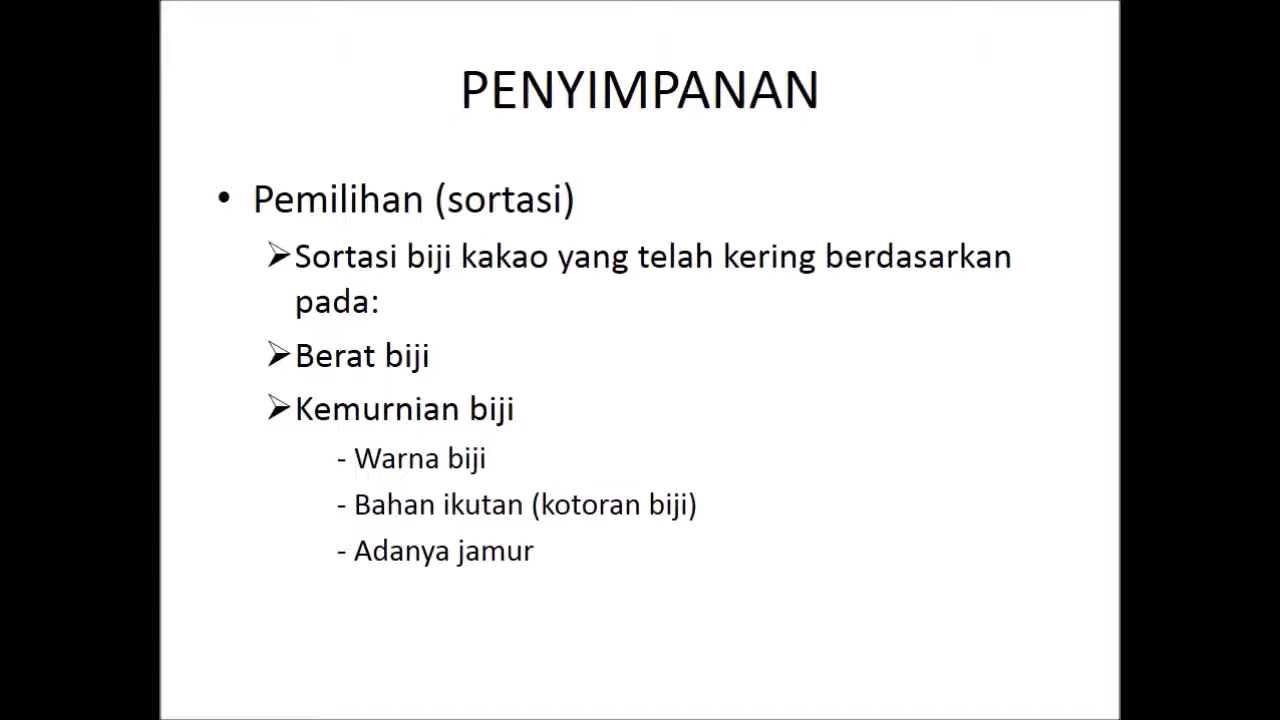 PENYIMPANAN
• Pemilihan (sortasi)
➢Sortasi biji kakao yang telah kering berdasarkan
pada:
➢Berat biji
➢Kemurnian biji
- Warna biji
- Bahan ikutan (kotoran biji)
- Adanya jamur